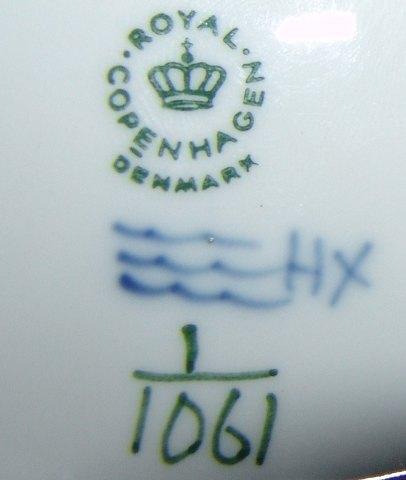 ROYAL
COPENHAGEN
DENMARK
HX
1
1061